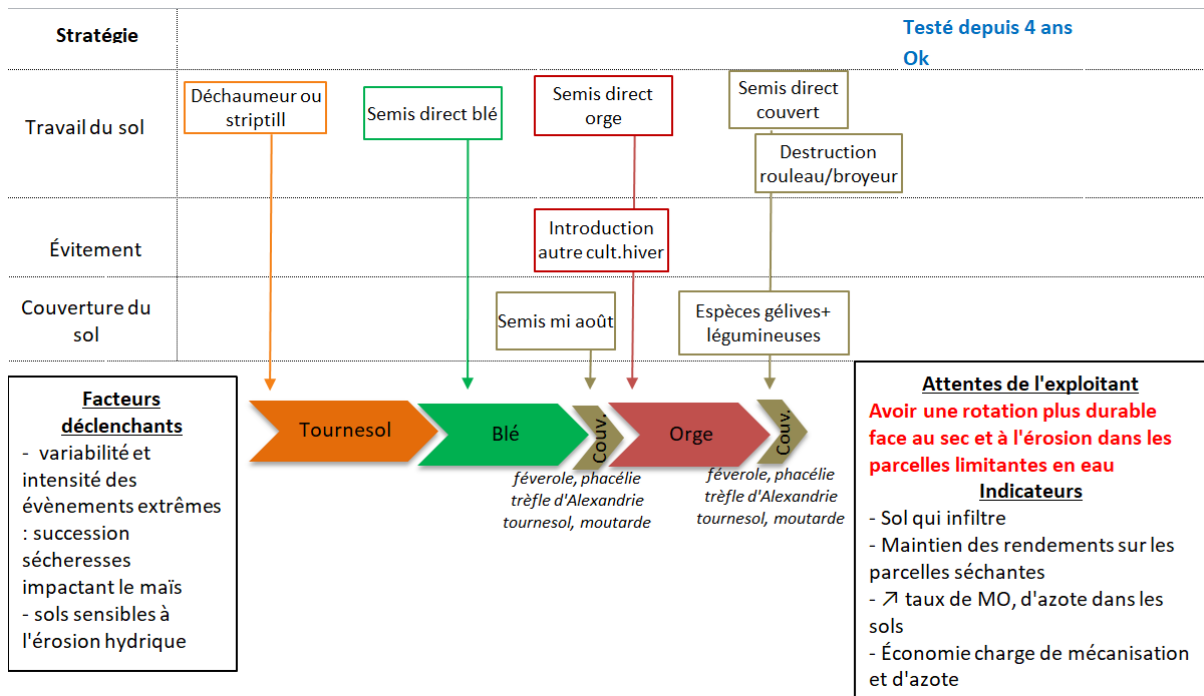 Stratégie
Testé depuis 4 ans
Ok
Travail du sol
Déchaumeur ou
striptill
Semis direct blé
Semis direct
orge
Semis direct
couvert
Destruction
rouleau/broyeur
Évitement
Introduction
autre cult.hiver
Couverture du
sol
Semis mi août
Espèces gélives+
légumineuses
Facteurs
déclenchants
- variabilité et
intensité des
évènements extrêmes
: succession
sécheresses
impactant le maïs
- sols sensibles à
l'érosion hydrique
Tournesol
Blé
Couv.
Orge
Couv.
féverole, phacélie
trèfle d'Alexandrie
tournesol, moutarde
féverole, phacélie
trèfle d'Alexandrie
tournesol, moutarde
Attentes de l'exploitant
Avoir une rotation plus durable
face au sec et à l'érosion dans les
parcelles limitantes en eau
Indicateurs
- Sol qui infiltre
- Maintien des rendements sur les
parcelles séchantes
- ↗ taux de MO, d'azote dans les
sols
- Économie charge de mécanisation
et d'azote